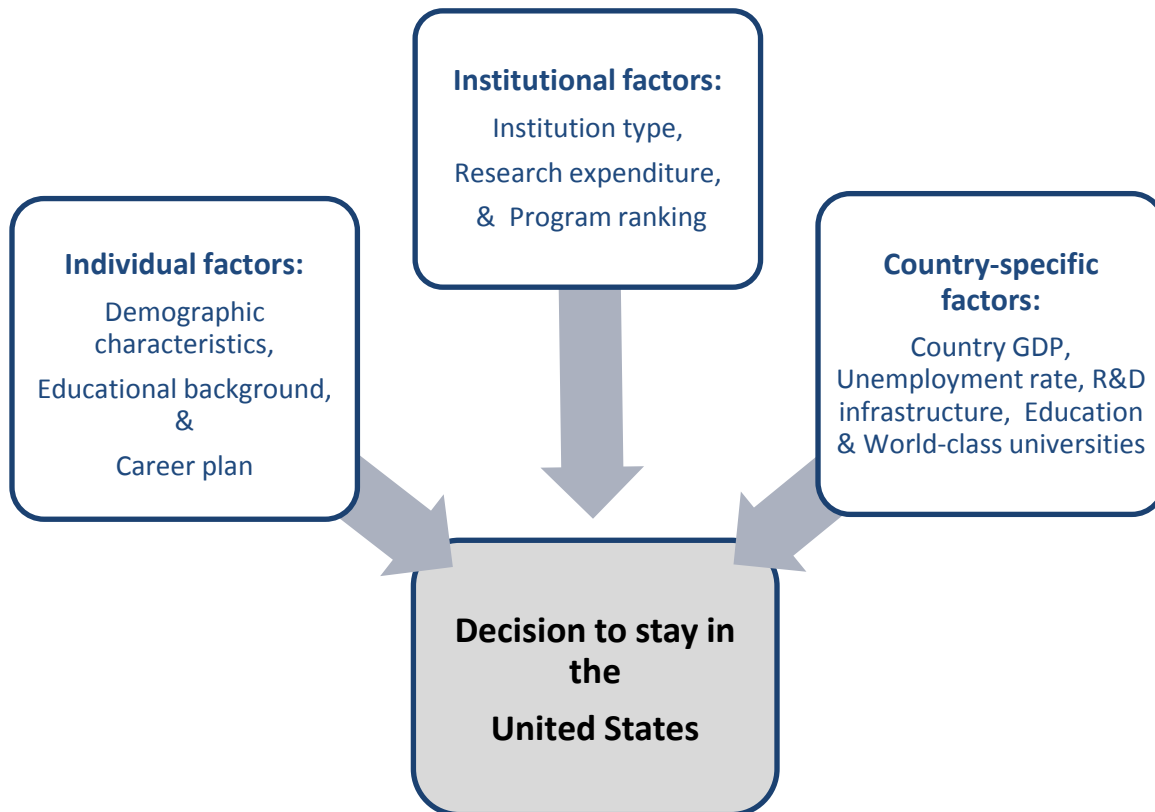 Institutional factors:
Institution type,
Research expenditure,
& Program ranking
Individual factors:
Demographic
characteristics,
Educational background,
&
Career plan
Country-specific
factors:
Country GDP,
Unemployment rate, R&D
infrastructure, Education
& World-class universities
Decision to stay in
the
United States